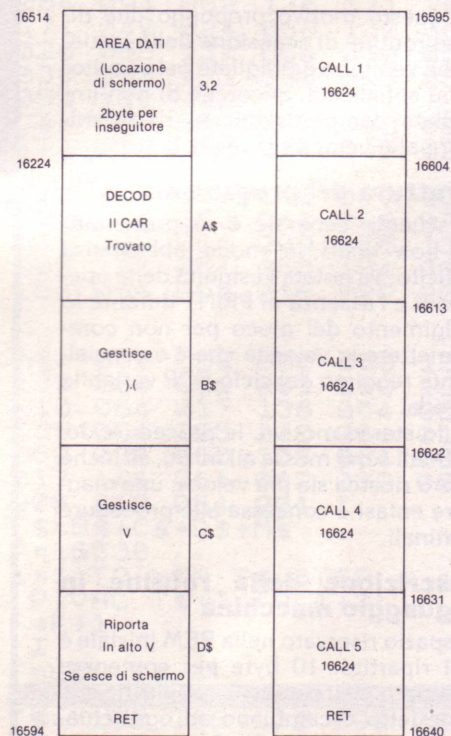 16514
AREA DATI
(Locazione
di schermo) 3,2
2byte per
inseguitore
16224
DECOD
II CAR A$
Trovato
Gestisce
).( B$
Gestisce
V C$
Riporta
In alto V D$
Se esce di schermo
RET
16594
16595
CALL 1
16624
16604
CALL 2
16624
16613
CALL 3
16624
16622
CALL 4
16624
16631
CALL 5
16624
RET
16640